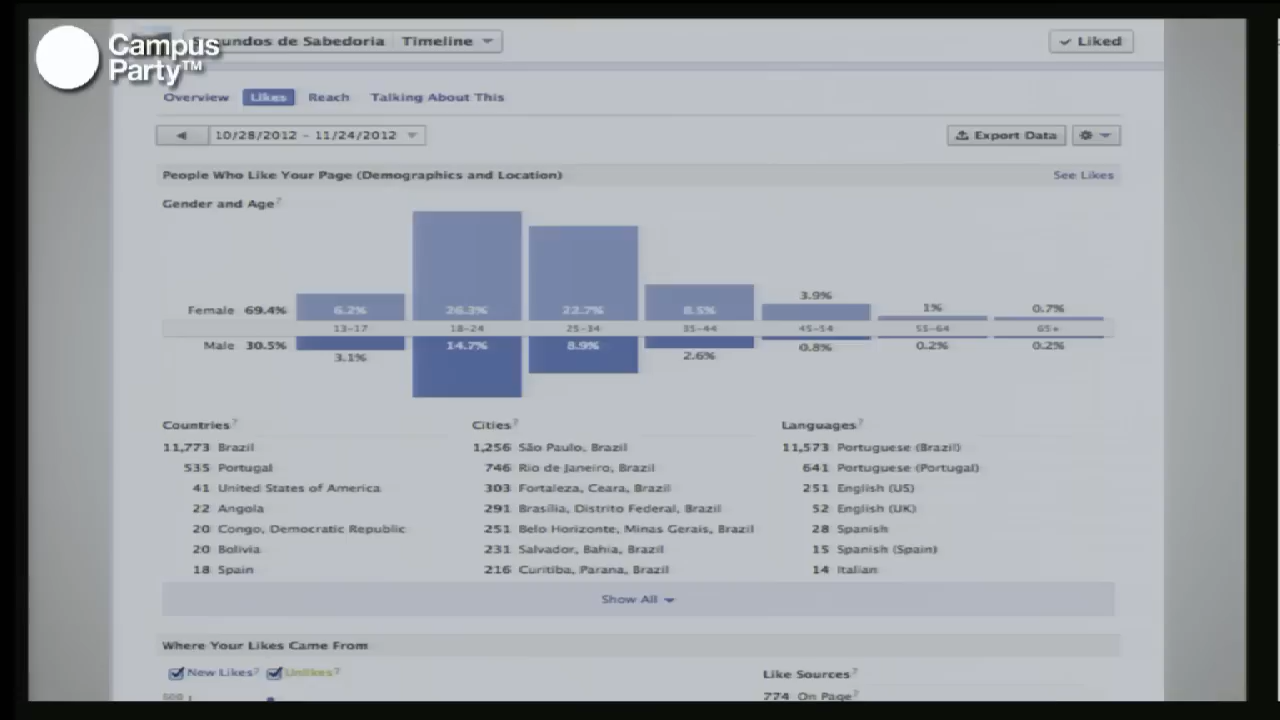 Campus
Party™
undos de Sabedoria Timeline
Liked
Overview Likes Reach Talking About This
10/28/2012 - 11/24/2012
Export Data
People Who Like Your Page (Demographics and Location) See Likes
Gender and Age?
3.9% 1% 0.7%
Female 69.4% 6.2% 26.3% 22.7% 8.5%
13-17 18-24 25-34 35-44 45-54 55-64 65+
Male 30.5% 3.1% 14.7% 8.9% 2.6% 0.8% 0.2% 0.2%
Countries? Cities? Languages?
11,773 Brazil 1,256 São Paulo, Brazil 11,573 Portuguese (Brazil)
535 Portugal 746 Rio de Janeiro, Brazil 641 Portuguese (Portugal)
41 United States of America 303 Fortaleza, Ceara, Brazil 251 English (US)
22 Angola 291 Brasília, Distrito Federal, Brazil 52 English (UK)
20 Congo, Democratic Republic 251 Belo Horizonte, Minas Gerais, Brazil 28 Spanish
20 Bolivia 231 Salvador, Bahia, Brazil 15 Spanish (Spain)
18 Spain 216 Curitiba, Parana, Brazil 14 Italian
Show All
Where Your Likes Came From
New Likes? Unlikes?
Like Sources?
774 On Page?